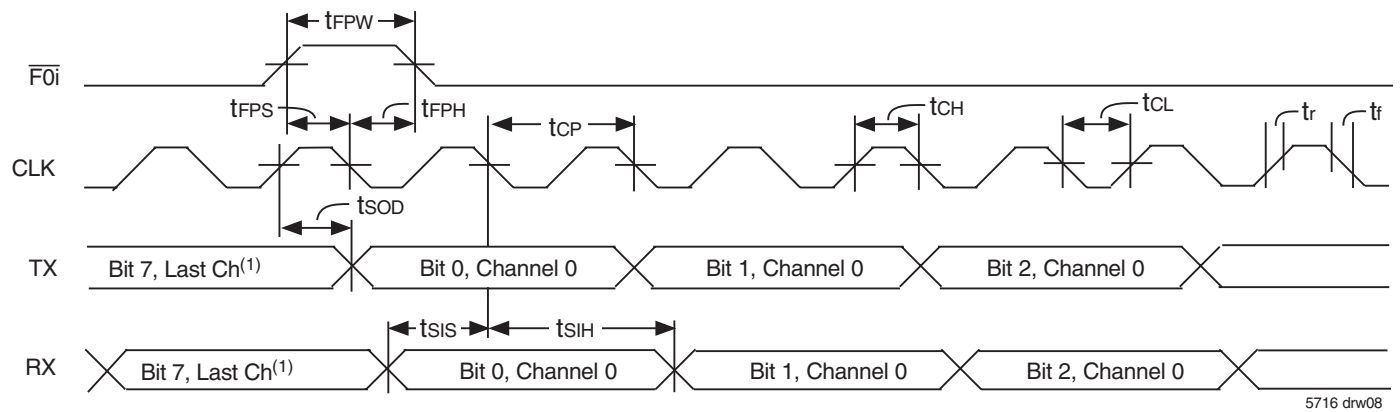 tFPW
F0i
tFPS
tFPH
tCP
tCH
tCL
tr
tf
CLK
tSOD
TX
Bit 7, Last Ch(1)
Bit 0, Channel 0
Bit 1, Channel 0
Bit 2, Channel 0
tSIS
tSIH
RX
Bit 7, Last Ch(1)
Bit 0, Channel 0
Bit 1, Channel 0
Bit 2, Channel 0
5716 drw08